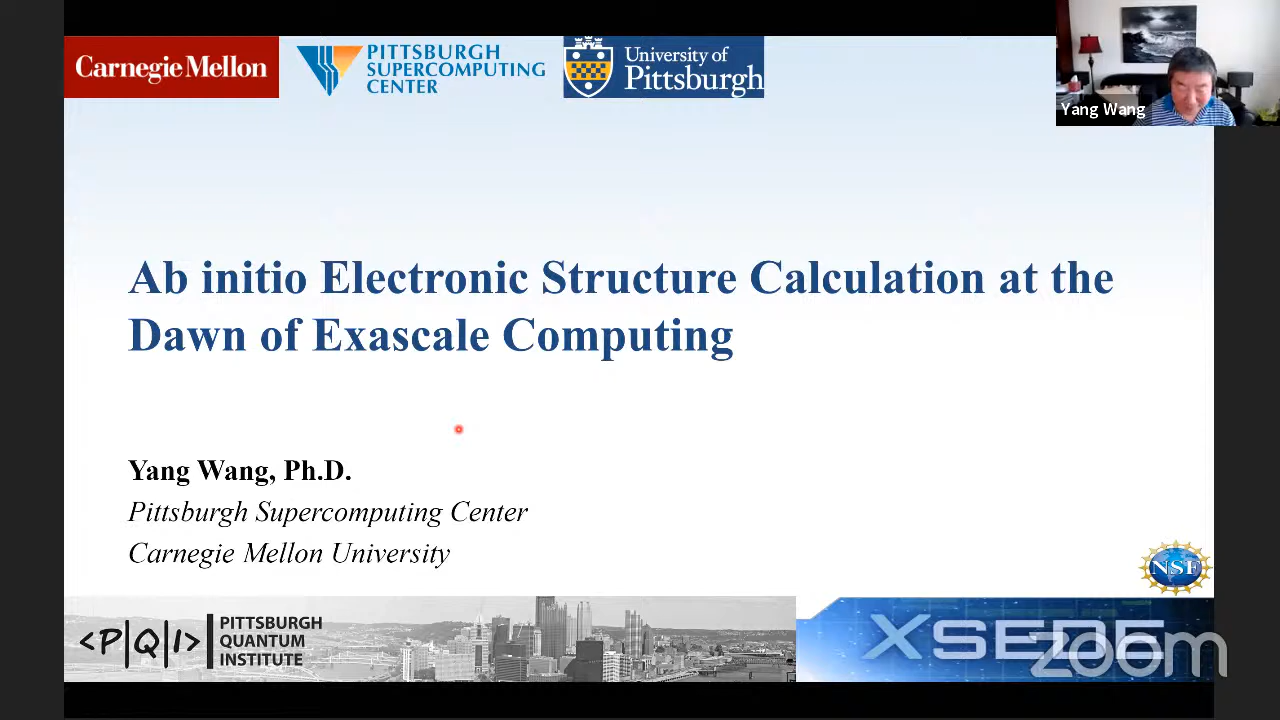 Carnegie Mellon
PITTSBURGH
SUPERCOMPUTING
CENTER
University of
Pittsburgh
Yang Wang
Ab initio Electronic Structure Calculation at the
Dawn of Exascale Computing
Yang Wang, Ph.D.
Pittsburgh Supercomputing Center
Carnegie Mellon University
NSF
<P|Q|I>
PITTSBURGH
QUANTUM
INSTITUTE
XSEDE
zoom